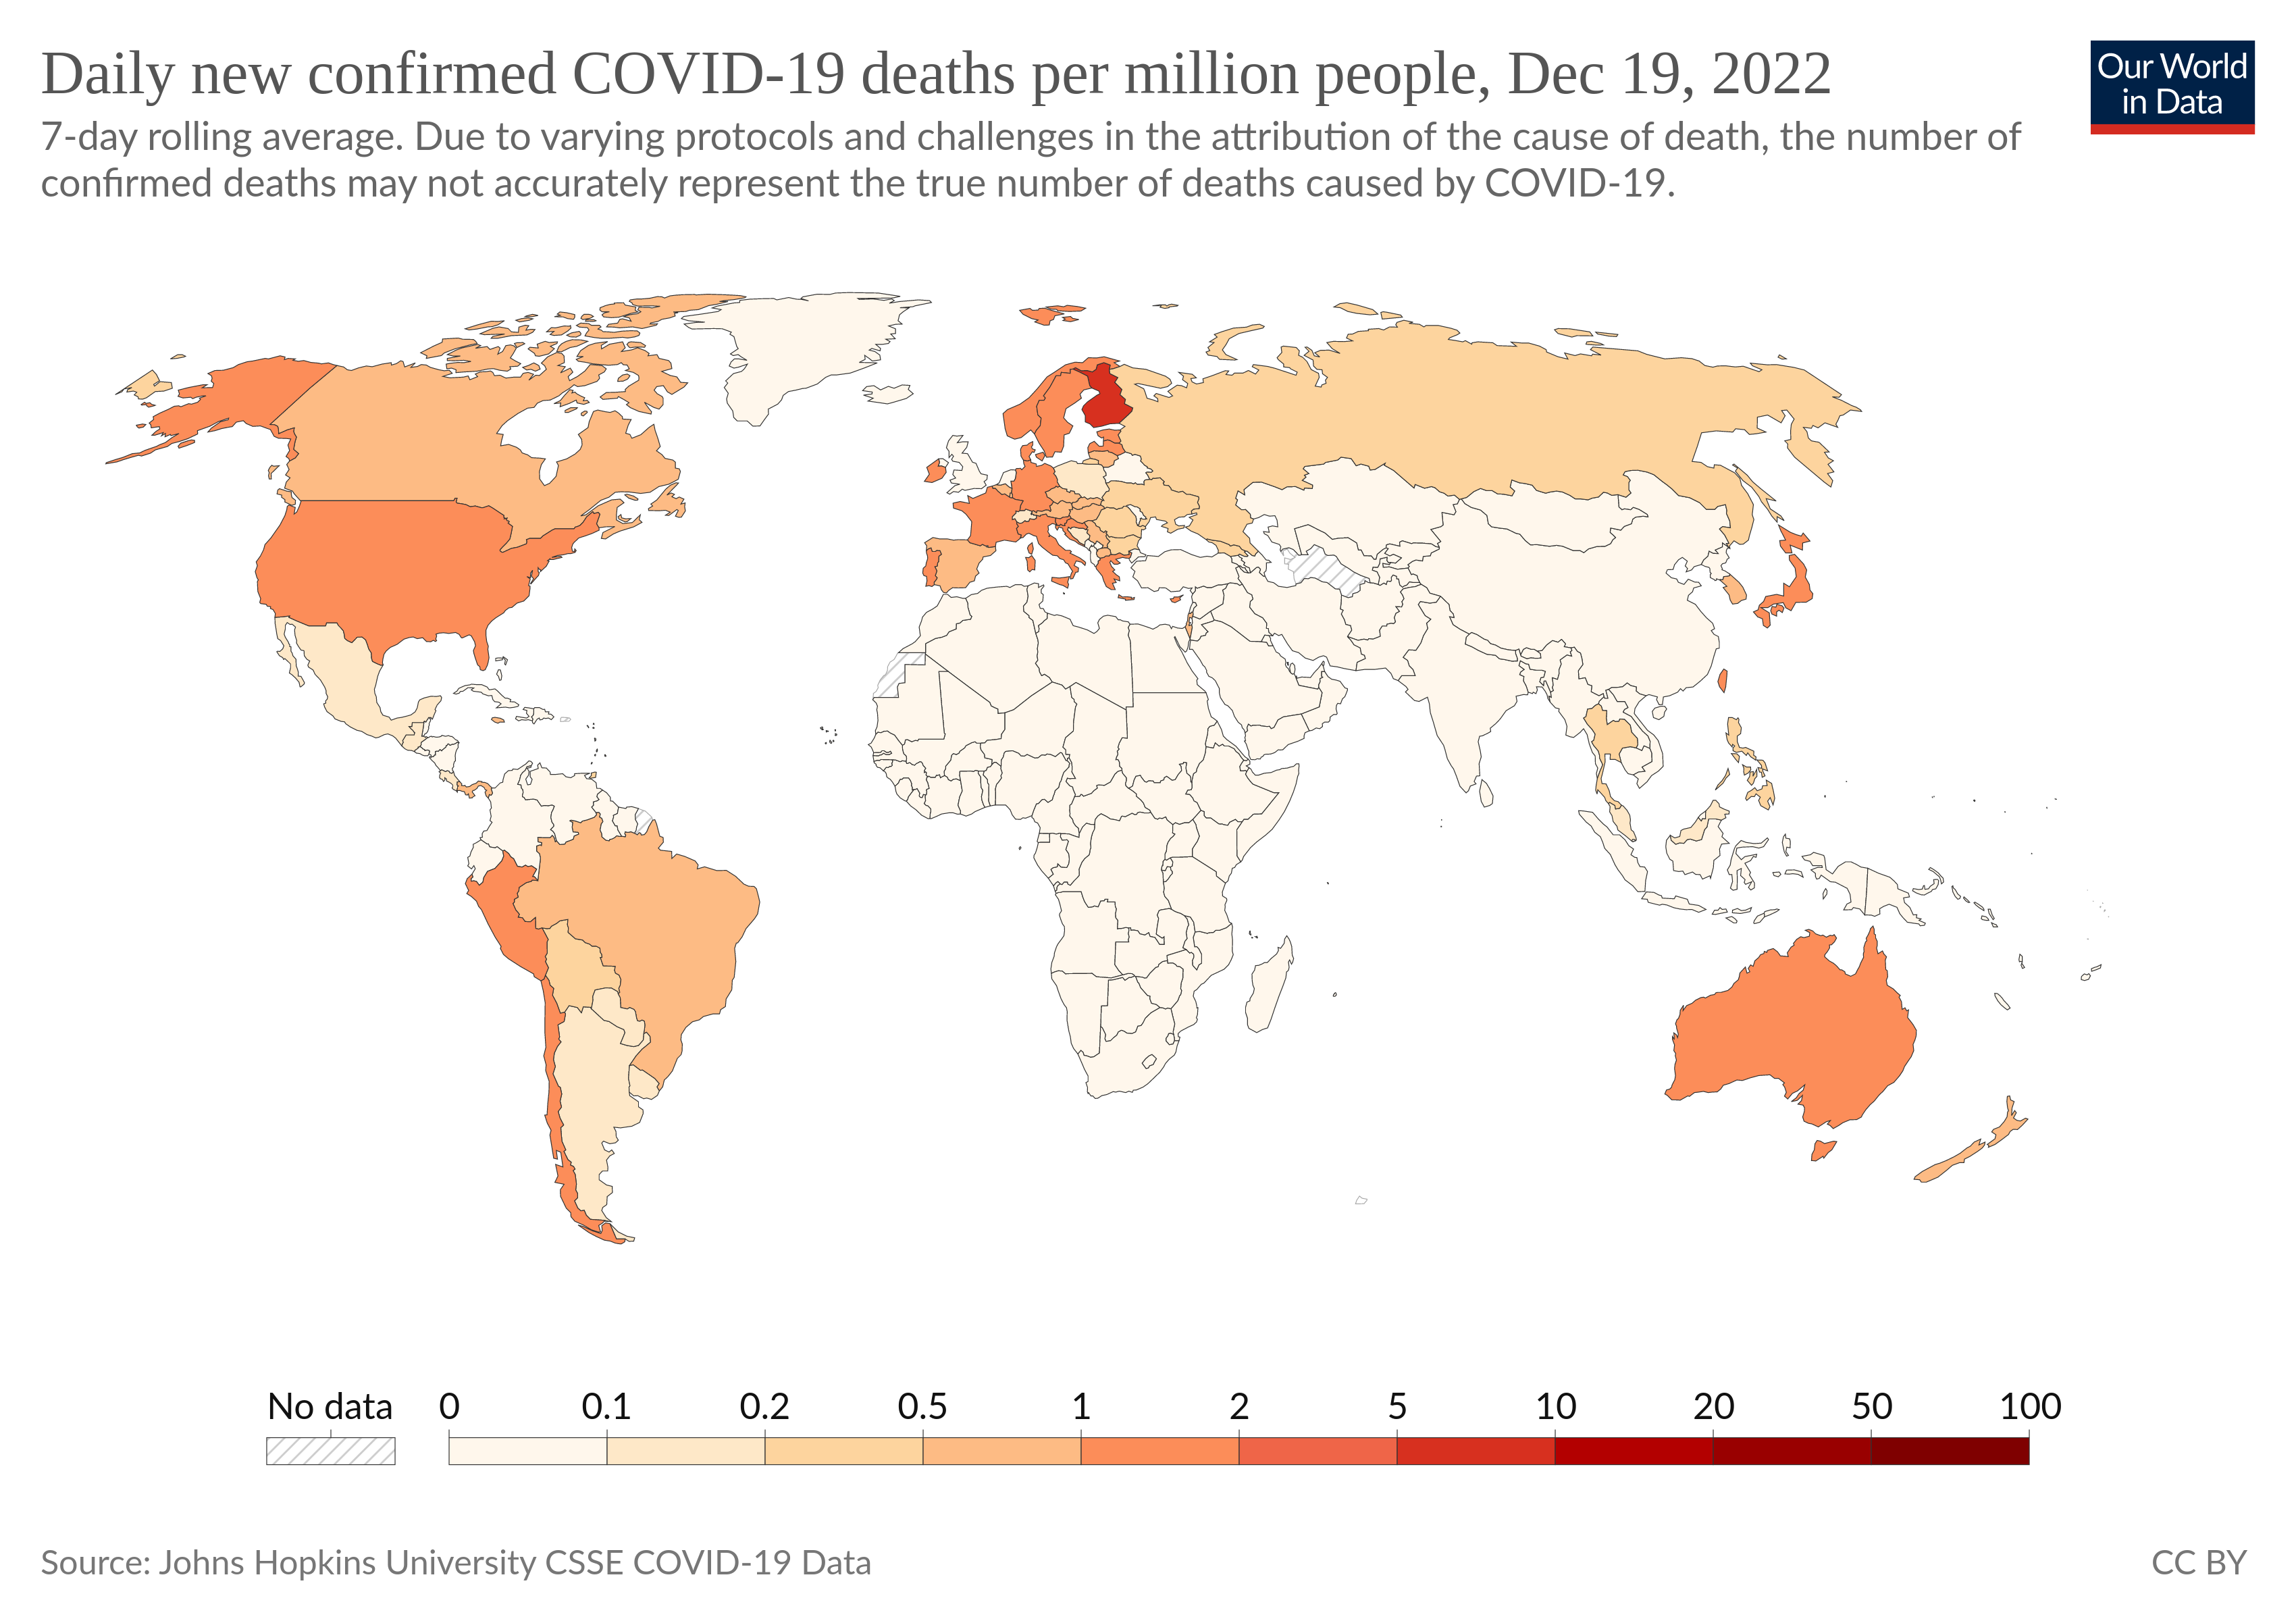 Daily new confirmed COVID-19 deaths per million people, Dec 19, 2022
Our World
in Data
7-day rolling average. Due to varying protocols and challenges in the attribution of the cause of death, the number of
confirmed deaths may not accurately represent the true number of deaths caused by COVID-19.
No data 0 0.1 0.2 0.5 1 2 5 10 20 50 100
Source: Johns Hopkins University CSSE COVID-19 Data
CC BY